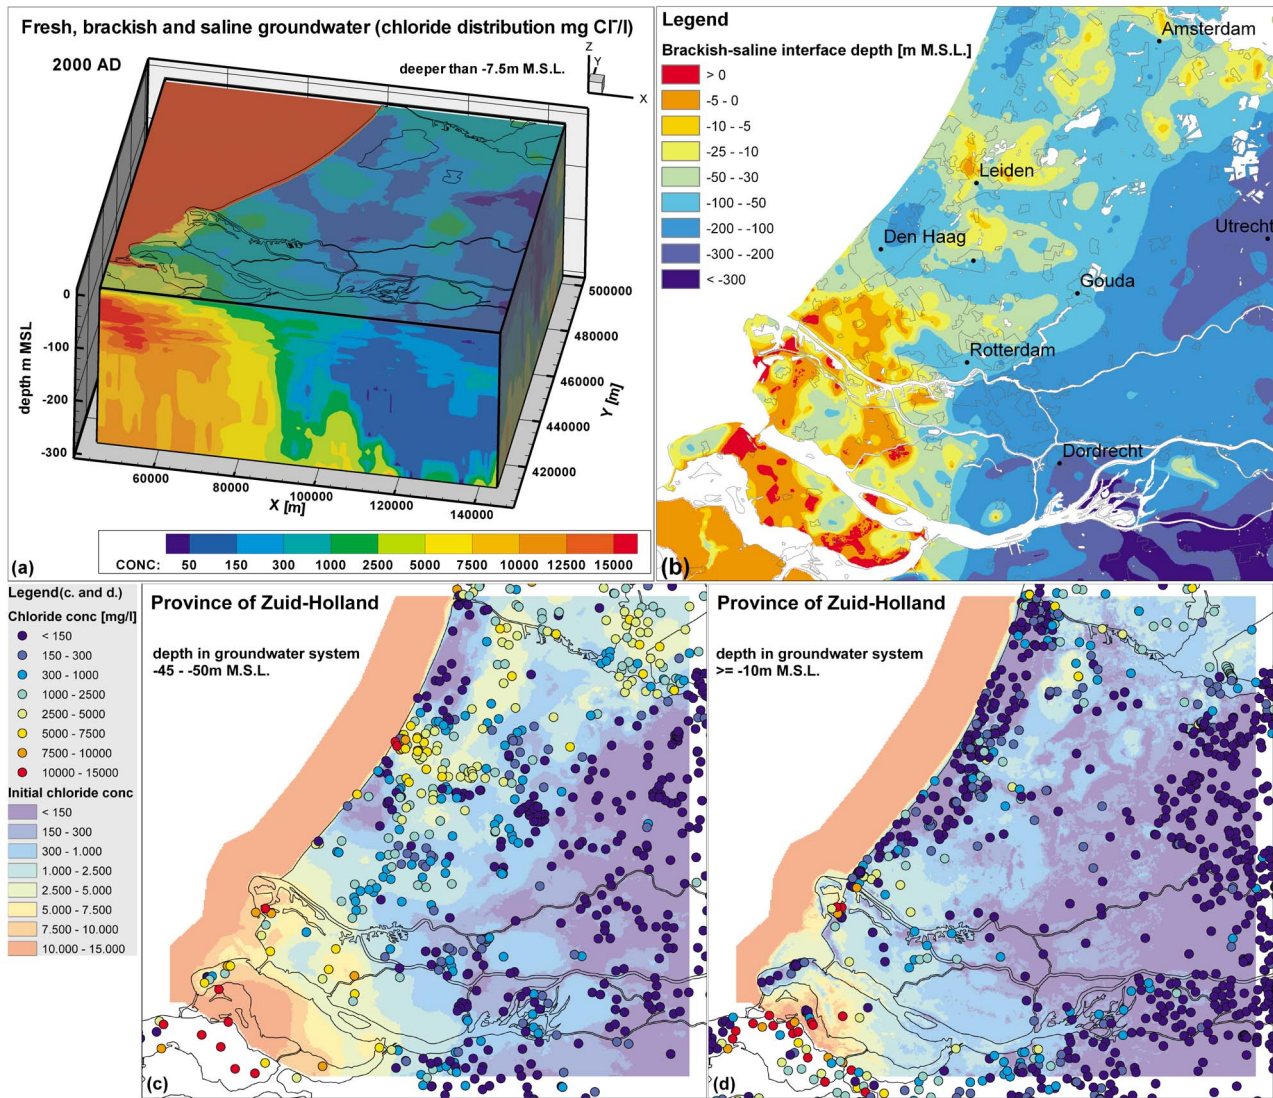 Fresh, brackish and saline groundwater (chloride distribution mg Cl⁻/l)
2000 AD
deeper than -7.5m M.S.L.
Z
Y
X
0
-100
-200
-300
depth m MSL
60000
80000
100000
120000
140000
X [m]
500000
480000
460000
440000
420000
Y [m]
CONC:
50 150 300 1000 2500 5000 7500 10000 12500 15000
(a)
Legend
Brackish-saline interface depth [m M.S.L.]
> 0
-5 - 0
-10 - -5
-25 - -10
-50 - -30
-100 - -50
-200 - -100
-300 - -200
< -300
Amsterdam
Leiden
Utrecht
Den Haag
Gouda
Rotterdam
Dordrecht
(b)
Legend(c. and d.)
Chloride conc [mg/l]
< 150
150 - 300
300 - 1000
1000 - 2500
2500 - 5000
5000 - 7500
7500 - 10000
10000 - 15000
Initial chloride conc
< 150
150 - 300
300 - 1.000
1.000 - 2.500
2.500 - 5.000
5.000 - 7.500
7.500 - 10.000
10.000 - 15.000
Province of Zuid-Holland
depth in groundwater system
-45 - -50m M.S.L.
(c)
Province of Zuid-Holland
depth in groundwater system
>= -10m M.S.L.
(d)